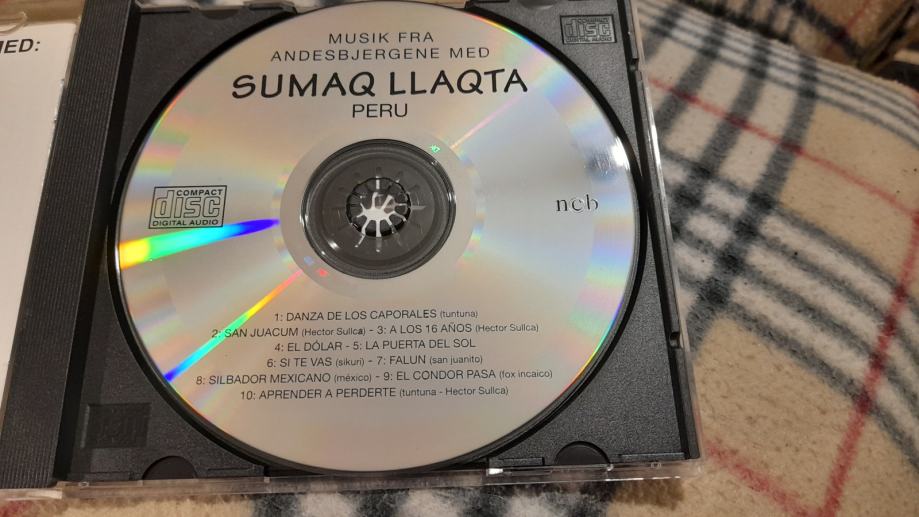 MED:
MUSIK FRA
ANDESBJERGENE MED
SUMAQ LLAQTA
PERU
COMPACT
disc
DIGITAL AUDIO
COMPACT
disc
DIGITAL AUDIO
ncb
1: DANZA DE LOS CAPORALES (tuntuna)
2: SAN JUACUM (Hector Sullca) - 3: A LOS 16 AÑOS (Hector Sullca)
4: EL DÓLAR - 5: LA PUERTA DEL SOL
6: SI TE VAS (sikuri) - 7: FALUN (san juanito)
8: SILBADOR MEXICANO (méxico) - 9: EL CONDOR PASA (fox incaico)
10: APRENDER A PERDERTE (tuntuna - Hector Sullca)